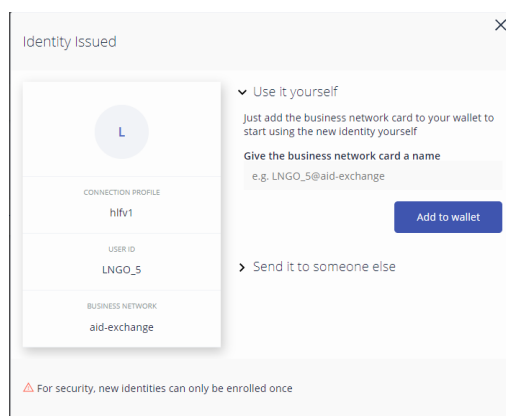 Identity Issued
L
CONNECTION PROFILE
hlfv1
USER ID
LNGO_5
BUSINESS NETWORK
aid-exchange
Use it yourself
Just add the business network card to your wallet to
start using the new identity yourself
Give the business network card a name
e.g. LNGO_5@aid-exchange
Add to wallet
Send it to someone else
For security, new identities can only be enrolled once